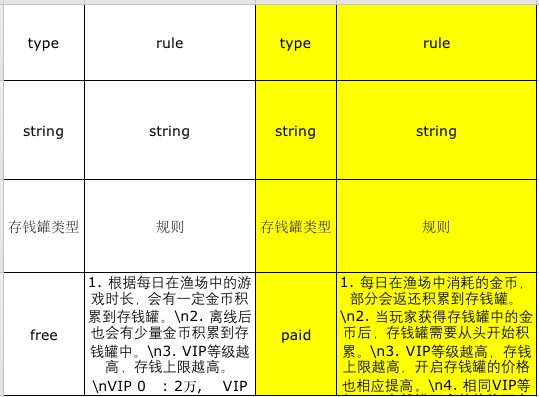 type rule type rule
string string string string
存钱罐类型 规则 存钱罐类型 规则
free
1. 根据每日在渔场中的游
戏时长，会有一定金币积
累到存钱罐。\n2. 离线后
也会有少量金币积累到存
钱罐中。\n3. VIP等级越
高，存钱上限越高。
\nVIP 0 ：2万， VIP
paid
1. 每日在渔场中消耗的金币，
部分会返还积累到存钱罐。
\n2. 当玩家获得存钱罐中的金
币后，存钱罐需要从头开始积
累。\n3. VIP等级越高，存钱
上限越高，开启存钱罐的价格
也相应提高。\n4. 相同VIP等